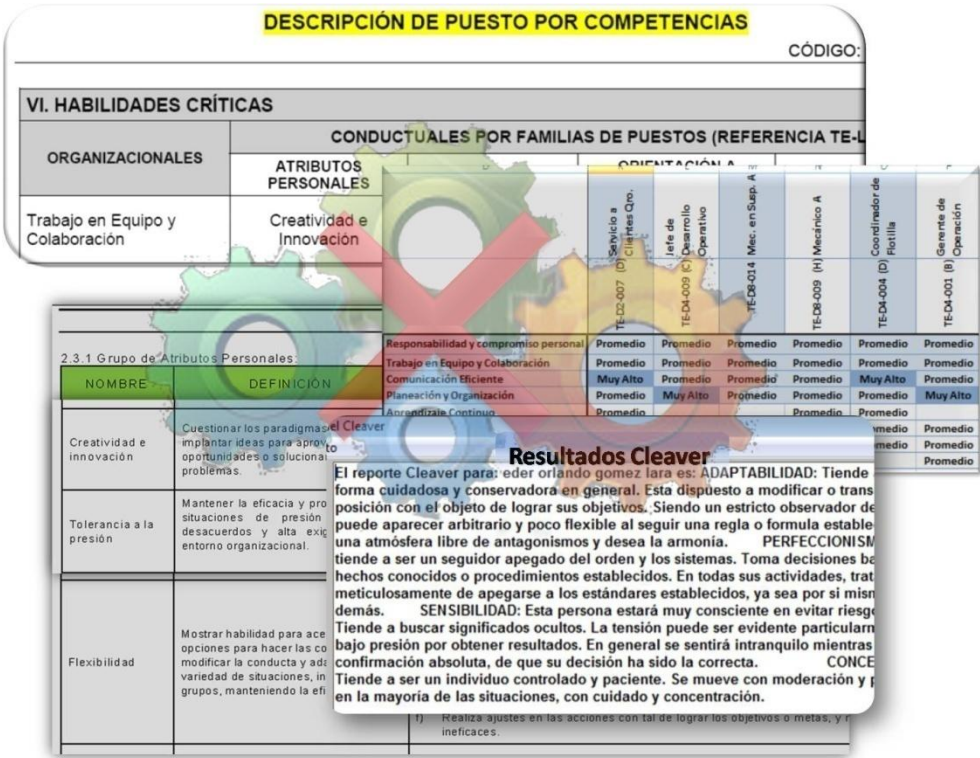 DESCRIPCIÓN DE PUESTO POR COMPETENCIAS
CÓDIGO:
VI. HABILIDADES CRÍTICAS
ORGANIZACIONALES
CONDUCTUALES POR FAMILIAS DE PUESTOS (REFERENCIA TE-L
ATRIBUTOS
PERSONALES
ORIENTACIÓN A
Trabajo en Equipo y
Colaboración
Creatividad e
Innovación
TE-D2-007 (D) Servicio a
Clientes Qro.
TE-D4-009 (C) Jefe de
Desarrollo
Operativo
TE-D8-014 Mec. en Susp. A
TE-D8-009 (H) Mecánico A
TE-D4-004 (D) Coordinador de
Flotilla
TE-D4-001 (B) Gerente de
Operación
Responsabilidad y compromiso personal Promedio Promedio Promedio Promedio Promedio Promedio
Trabajo en Equipo y Colaboración Promedio Promedio Promedio Promedio Promedio Promedio
Comunicación Eficiente Muy Alto Promedio Promedio Promedio Muy Alto Promedio
Planeación y Organización Promedio Muy Alto Promedio Promedio Promedio Muy Alto
Aprendizaje Continuo Promedio Promedio Promedio
omedio Promedio
omedio Promedio
Promedio
2.3.1 Grupo de Atributos Personales:
NOMBRE DEFINICIÓN
Creatividad e
innovación
Cuestionar los paradigmas
implantar ideas para aprov
oportunidades o solucionar
problemas.
Tolerancia a la
presión
Mantener la eficacia y pro
situaciones de presión
desacuerdos y alta exig
entorno organizacional.
Flexibilidad
Mostrar habilidad para ace
opciones para hacer las co
modificar la conducta y ada
variedad de situaciones, in
grupos, manteniendo la efi
el Cleaver
to
Resultados Cleaver
El reporte Cleaver para: eder orlando gomez lara es: ADAPTABILIDAD: Tiende
forma cuidadosa y conservadora en general. Esta dispuesto a modificar o trans
posición con el objeto de lograr sus objetivos. Siendo un estricto observador de
puede aparecer arbitrario y poco flexible al seguir una regla o formula estable
una atmósfera libre de antagonismos y desea la armonía. PERFECCIONISM
tiende a ser un seguidor apegado del orden y los sistemas. Toma decisiones ba
hechos conocidos o procedimientos establecidos. En todas sus actividades, trat
meticulosamente de apegarse a los estándares establecidos, ya sea por si mism
demás. SENSIBILIDAD: Esta persona estará muy consciente en evitar riesgo
Tiende a buscar significados ocultos. La tensión puede ser evidente particularm
bajo presión por obtener resultados. En general se sentirá intranquilo mientras
confirmación absoluta, de que su decisión ha sido la correcta. CONCE
Tiende a ser un individuo controlado y paciente. Se mueve con moderación y p
en la mayoría de las situaciones, con cuidado y concentración.
f) Realiza ajustes en las acciones con tal de lograr los objetivos o metas, y r
ineficaces.